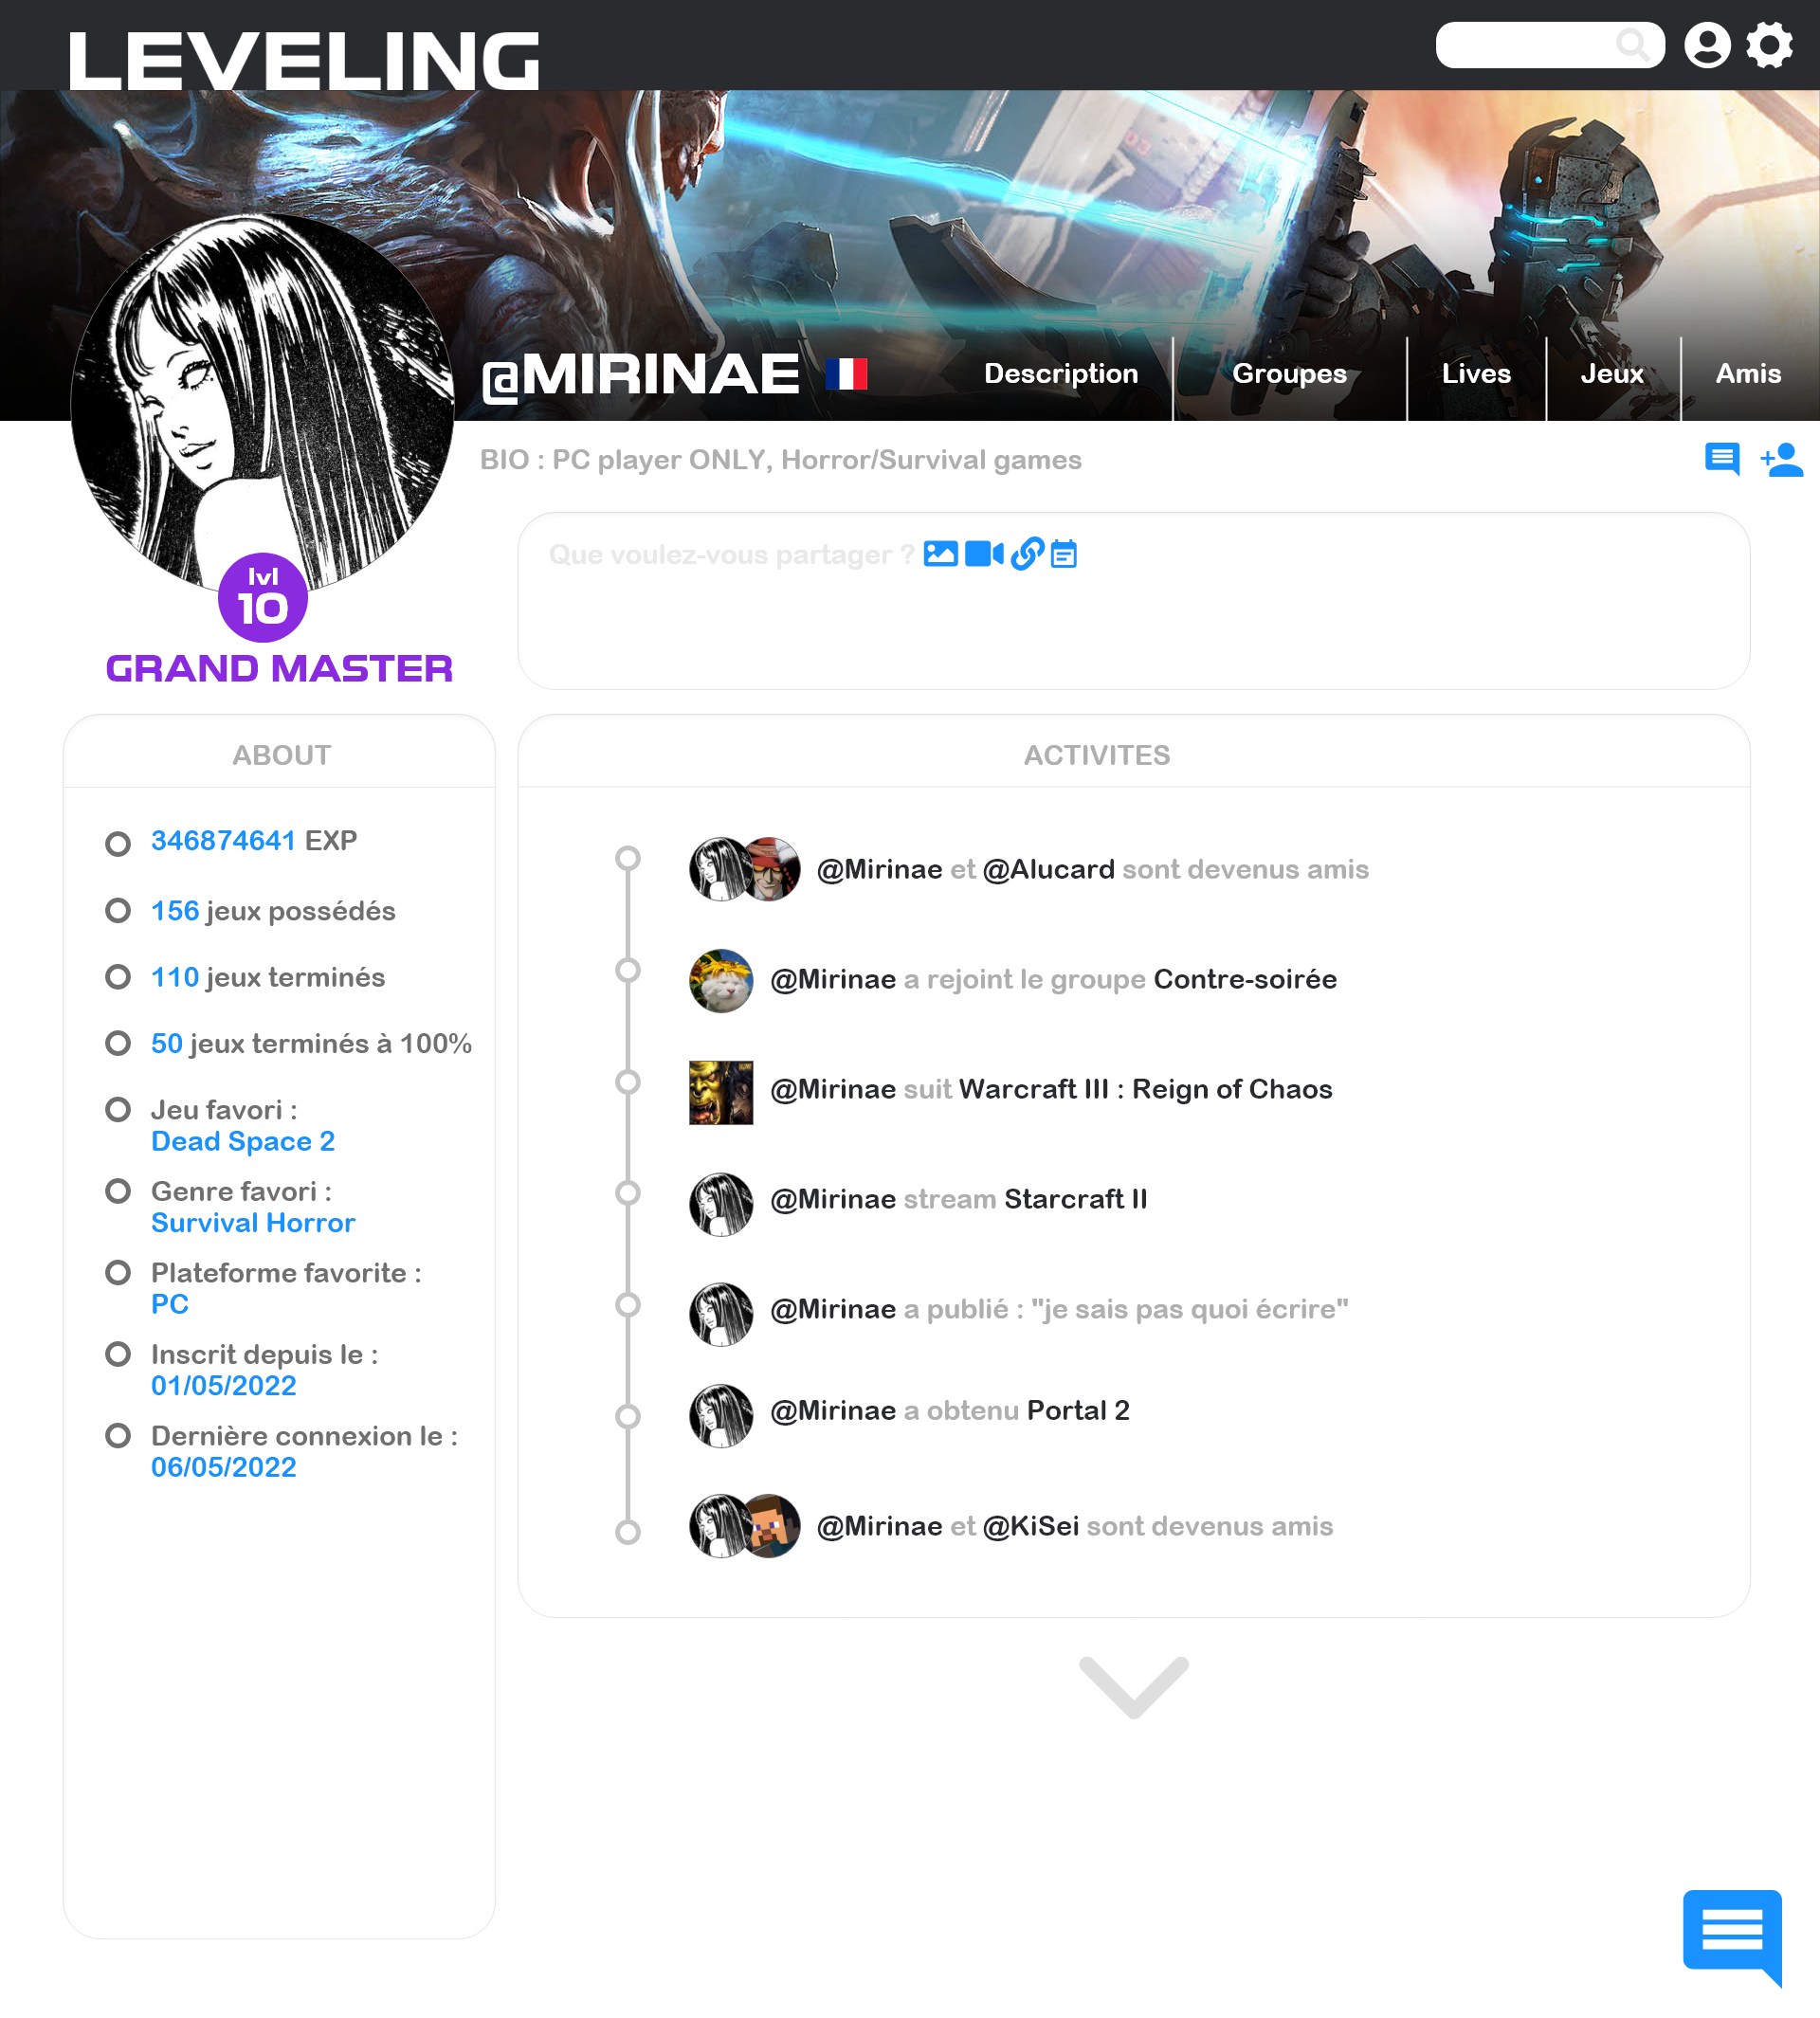 LEVELING
@MIRINAE
Description
Groupes
Lives
Jeux
Amis
BIO : PC player ONLY, Horror/Survival games
Que voulez-vous partager ?
lvl
10
GRAND MASTER
ABOUT
346874641 EXP
156 jeux possédés
110 jeux terminés
50 jeux terminés à 100%
Jeu favori :
Dead Space 2
Genre favori :
Survival Horror
Plateforme favorite :
PC
Inscrit depuis le :
01/05/2022
Dernière connexion le :
06/05/2022
ACTIVITES
@Mirinae et @Alucard sont devenus amis
@Mirinae a rejoint le groupe Contre-soirée
@Mirinae suit Warcraft III : Reign of Chaos
@Mirinae stream Starcraft II
@Mirinae a publié : "je sais pas quoi écrire"
@Mirinae a obtenu Portal 2
@Mirinae et @KiSei sont devenus amis